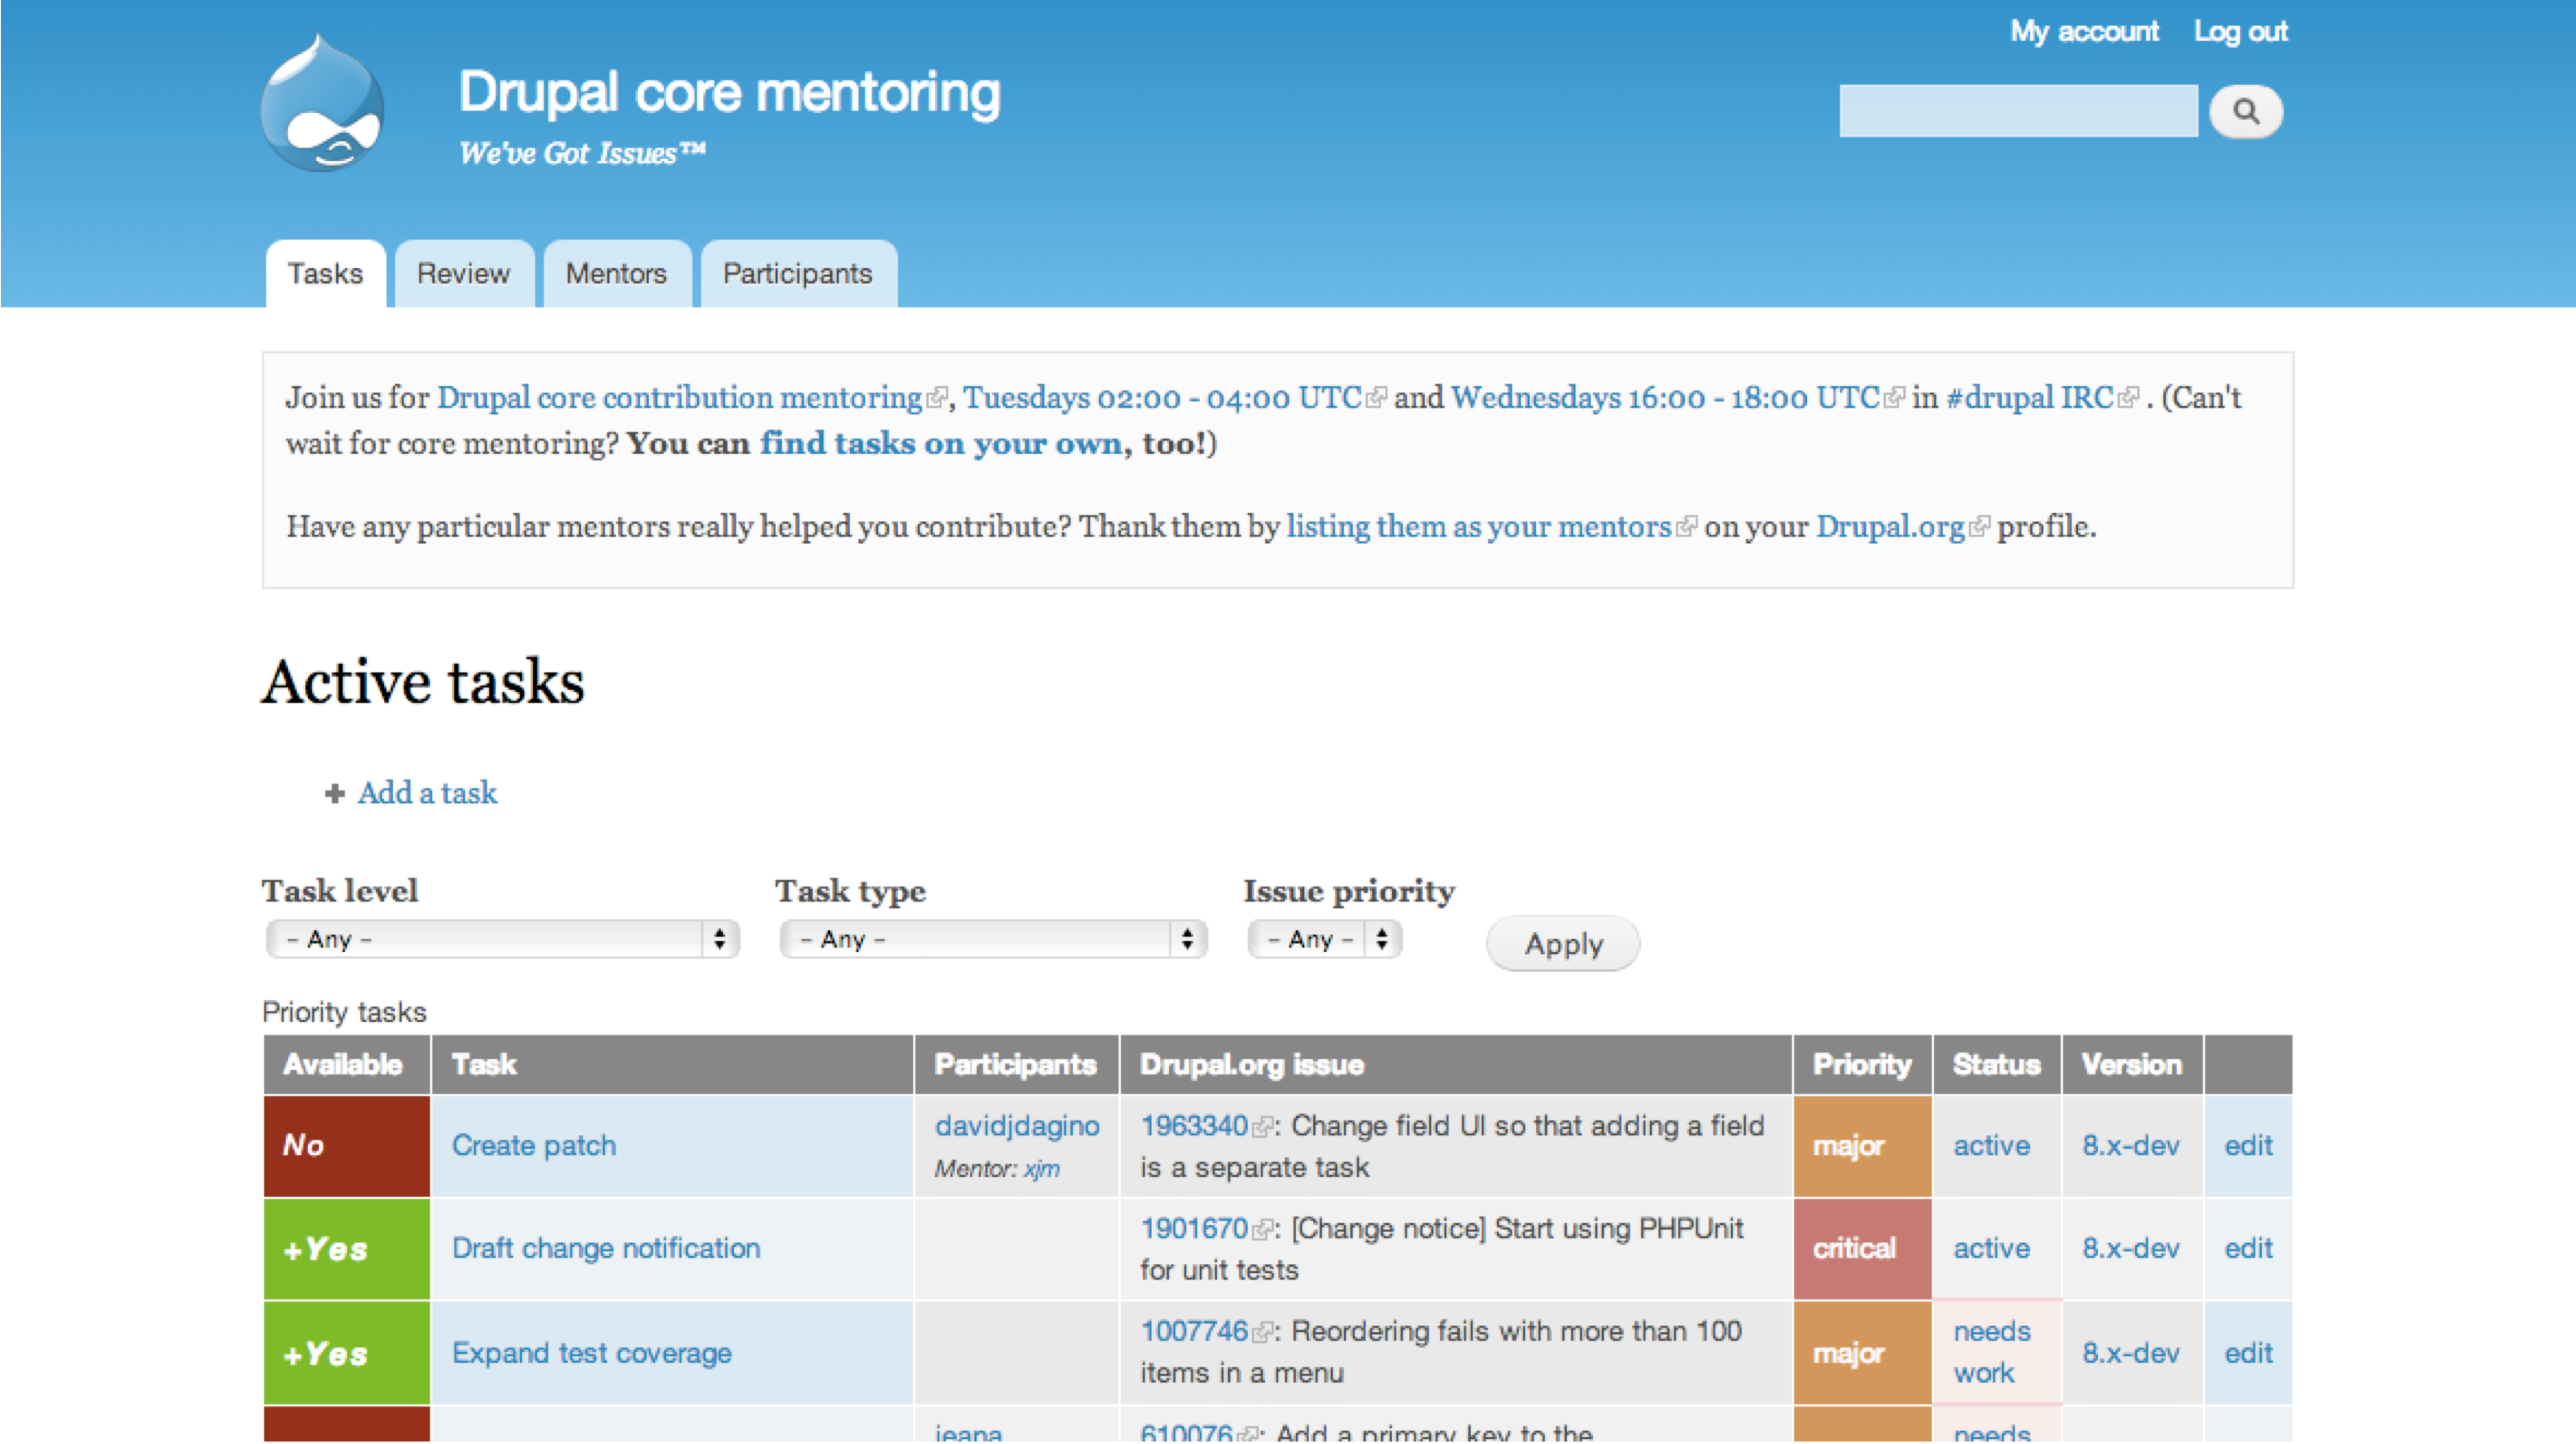 My account Log out
Drupal core mentoring
We've Got Issues™
Tasks Review Mentors Participants
Join us for Drupal core contribution mentoring, Tuesdays 02:00 - 04:00 UTC and Wednesdays 16:00 - 18:00 UTC in #drupal IRC . (Can't
wait for core mentoring? You can find tasks on your own, too!)
Have any particular mentors really helped you contribute? Thank them by listing them as your mentors on your Drupal.org profile.
Active tasks
+ Add a task
Task level Task type Issue priority
- Any - - Any - - Any - Apply
Priority tasks
Available Task Participants Drupal.org issue Priority Status Version
No Create patch davidjdagino 1963340: Change field UI so that adding a field major active 8.x-dev edit
Mentor: xjm is a separate task
+Yes Draft change notification 1901670: [Change notice] Start using PHPUnit critical active 8.x-dev edit
for unit tests
+Yes Expand test coverage 1007746: Reordering fails with more than 100 major needs 8.x-dev edit
items in a menu work
jeana 610076: Add a primary key to the needs